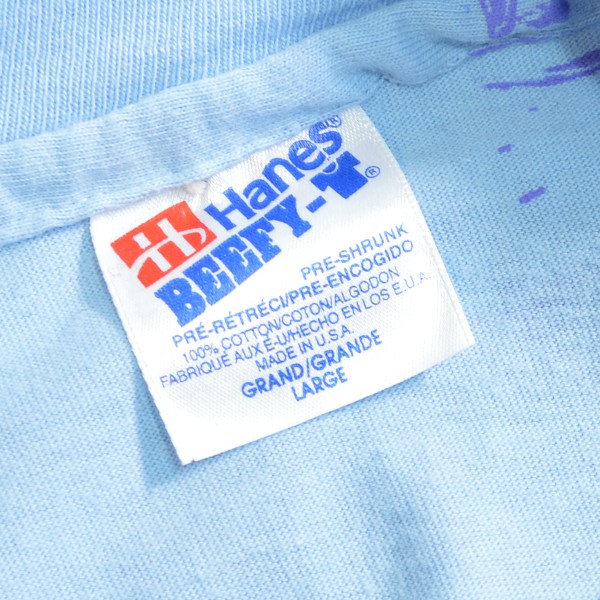 Hanes®
BEEFY-T®
PRE-SHRUNK
PRÉ-RÉTRÉCI/PRE-ENCOGIDO
100% COTTON/COTON/ALGODON
FABRIQUÉ AUX É-U/HECHO EN LOS E.U.A.
MADE IN U.S.A.
GRAND/GRANDE
LARGE